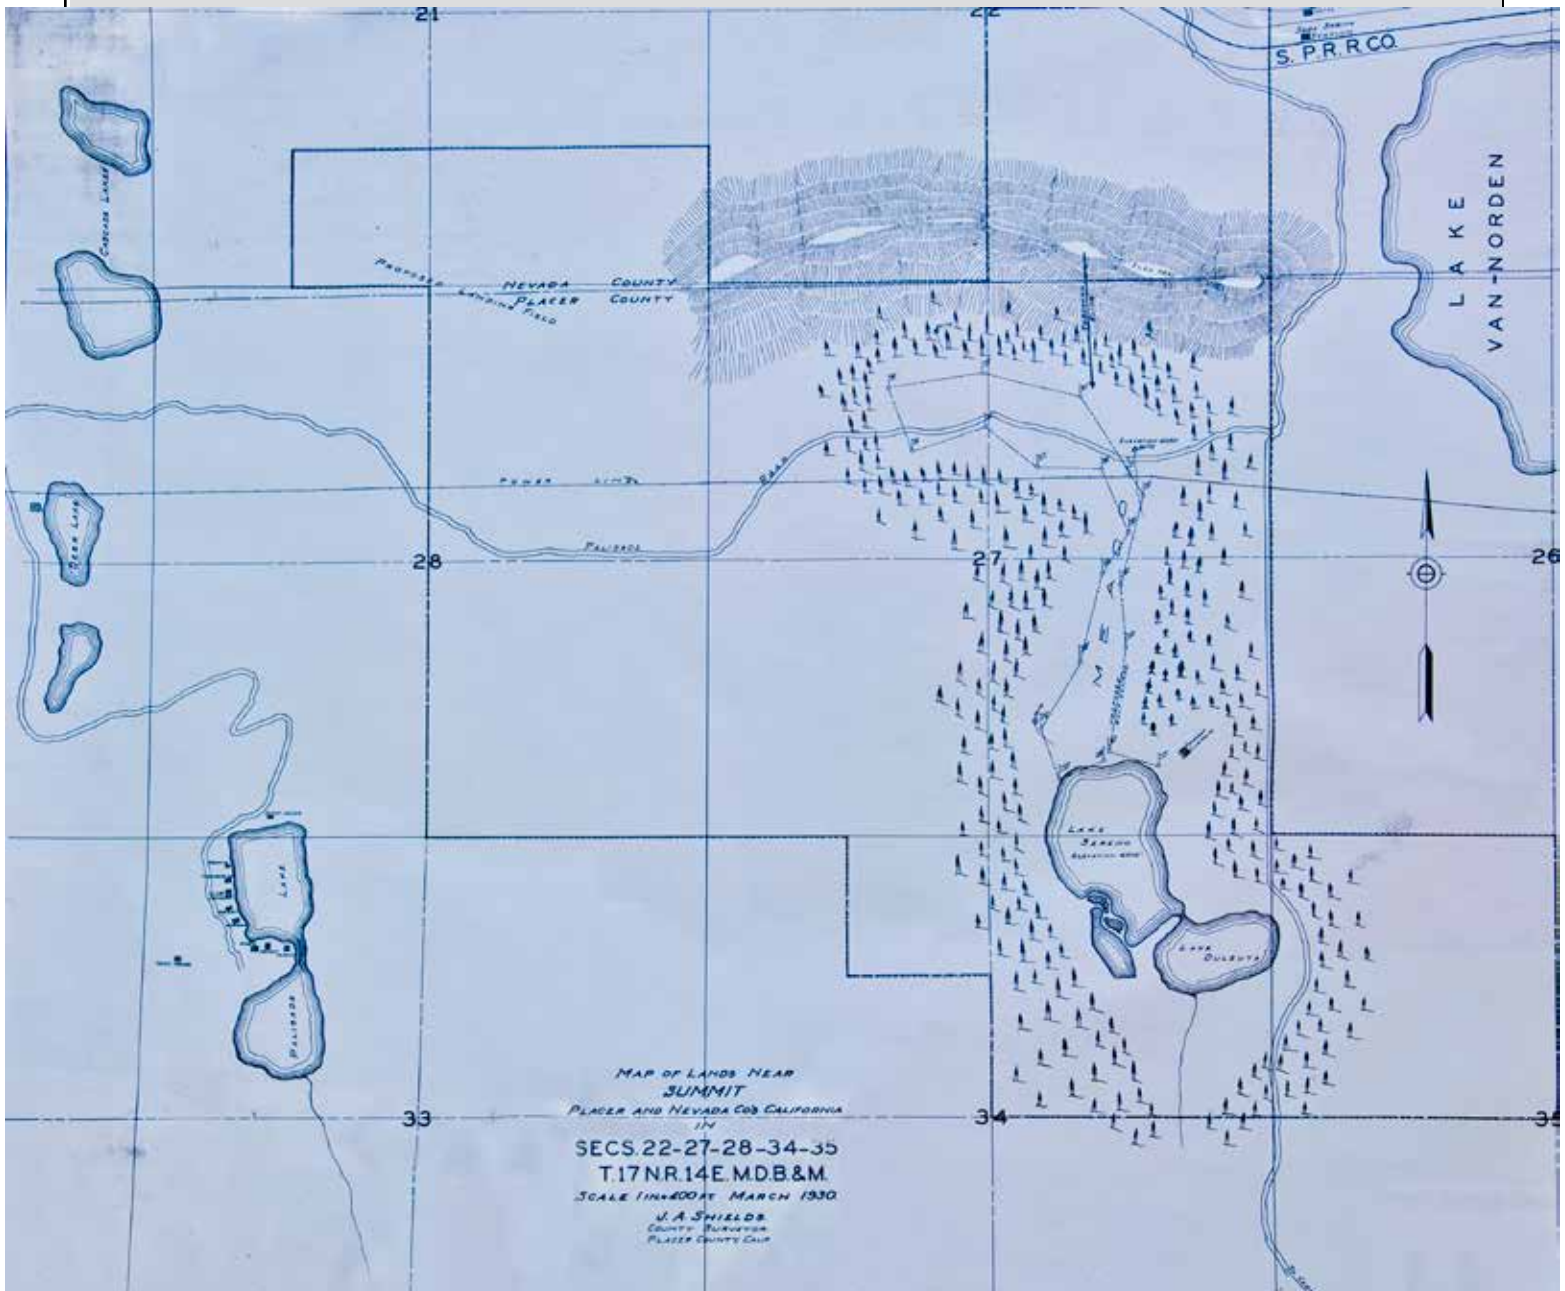 21
22
S. P. R. R. CO.
CASCADE LAKES
LAKE
VAN-NORDEN
PROPOSED LANDING FIELD
NEVADA COUNTY
PLACER COUNTY
POWER LINE
ROAD
PALISADE
28
27
26
LAKE
LAKE
SERENE
LAKE
DULZURA
PALISADE
MAP OF LANDS NEAR
SUMMIT
PLACER AND NEVADA COS CALIFORNIA
IN
SECS. 22-27-28-34-35
T.17 N.R.14 E. M.D.B.&M.
SCALE 1 IN=400 FT MARCH 1930
J. A. SHIELDS
COUNTY SURVEYOR
PLACER COUNTY CALIF
33
34
35